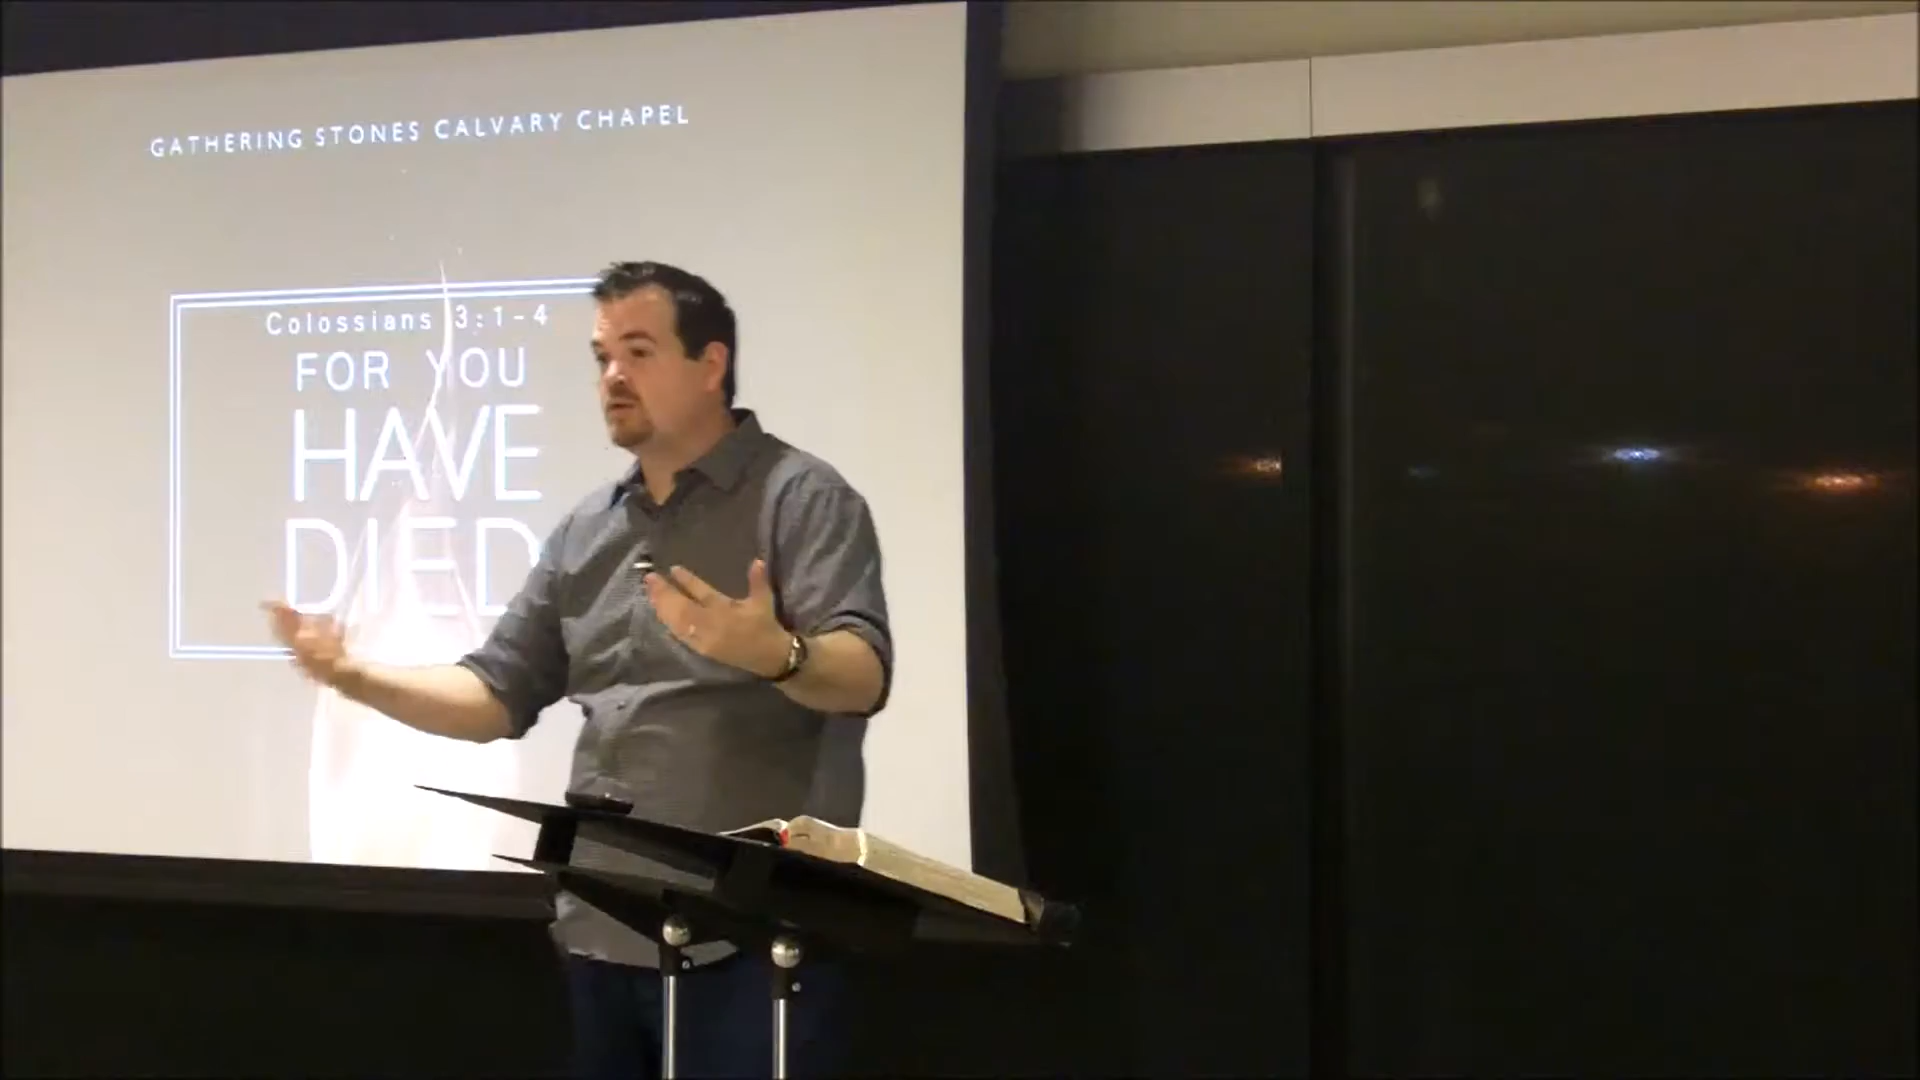 GATHERING STONES CALVARY CHAPEL
Colossians 3:1-4
FOR YOU
HAVE
DIED